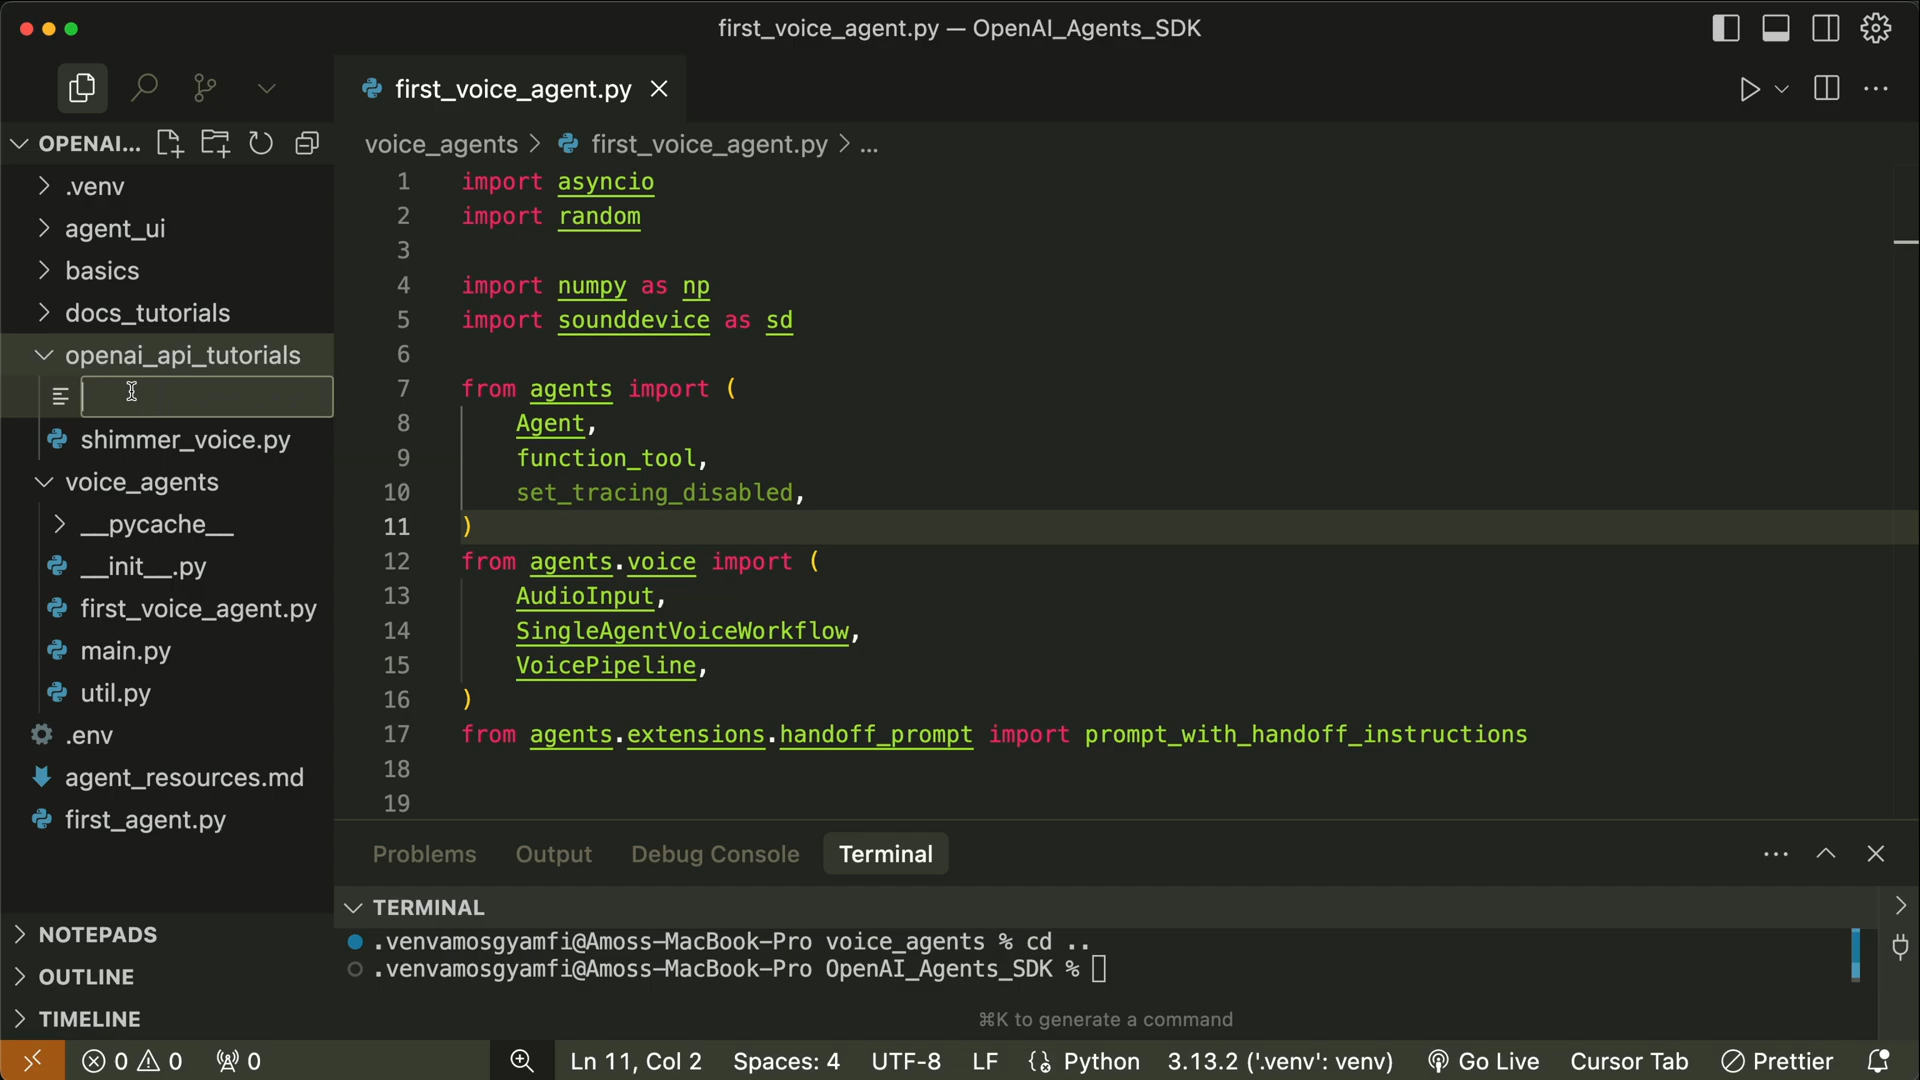 first_voice_agent.py — OpenAI_Agents_SDK
first_voice_agent.py
OPENAI...
voice_agents > first_voice_agent.py > ...
.venv
agent_ui
basics
docs_tutorials
openai_api_tutorials
shimmer_voice.py
voice_agents
__pycache__
__init__.py
first_voice_agent.py
main.py
util.py
.env
agent_resources.md
first_agent.py
NOTEPADS
OUTLINE
TIMELINE
1 import asyncio
2 import random
3
4 import numpy as np
5 import sounddevice as sd
6
7 from agents import (
8 Agent,
9 function_tool,
10 set_tracing_disabled,
11 )
12 from agents.voice import (
13 AudioInput,
14 SingleAgentVoiceWorkflow,
15 VoicePipeline,
16 )
17 from agents.extensions.handoff_prompt import prompt_with_handoff_instructions
18
19
Problems Output Debug Console Terminal
TERMINAL
.venvamosgyamfi@Amoss-MacBook-Pro voice_agents % cd ..
.venvamosgyamfi@Amoss-MacBook-Pro OpenAI_Agents_SDK %
⌘K to generate a command
0 0 0 Ln 11, Col 2 Spaces: 4 UTF-8 LF Python 3.13.2 ('.venv': venv) Go Live Cursor Tab Prettier